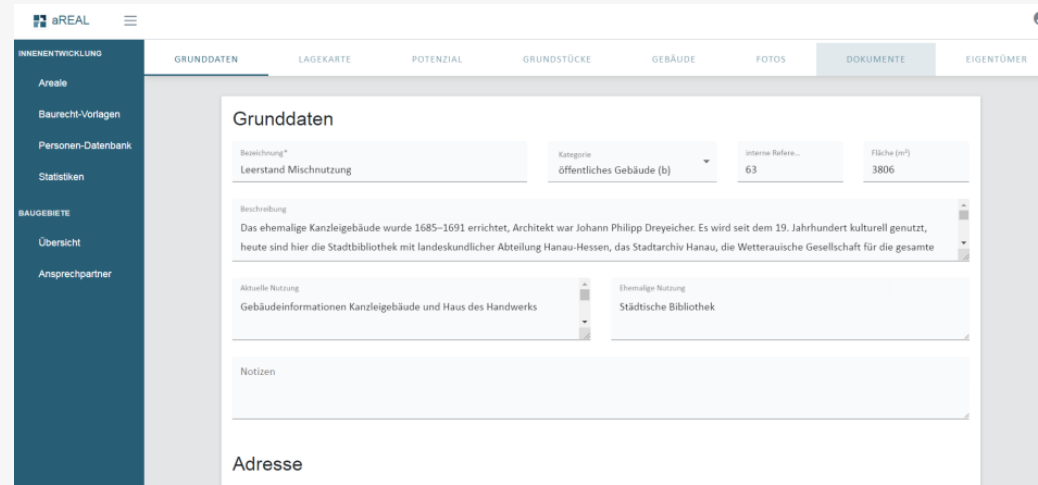 aREAL
INNENENTWICKLUNG
Areale
Baurecht-Vorlagen
Personen-Datenbank
Statistiken
BAUGEBIETE
Übersicht
Ansprechpartner
GRUNDDATEN LAGEKARTE POTENZIAL GRUNDSTÜCKE GEBÄUDE FOTOS DOKUMENTE EIGENTÜMER
Grunddaten
Bezeichnung* Kategorie interne Refere... Fläche (m²)
Leerstand Mischnutzung öffentliches Gebäude (b) 63 3806
Beschreibung
Das ehemalige Kanzleigebäude wurde 1685–1691 errichtet, Architekt war Johann Philipp Dreyeicher. Es wird seit dem 19. Jahrhundert kulturell genutzt,
heute sind hier die Stadtbibliothek mit landeskundlicher Abteilung Hanau-Hessen, das Stadtarchiv Hanau, die Wetterauische Gesellschaft für die gesamte
Aktuelle Nutzung Ehemalige Nutzung
Gebäudeinformationen Kanzleigebäude und Haus des Handwerks Städtische Bibliothek
Notizen
Adresse